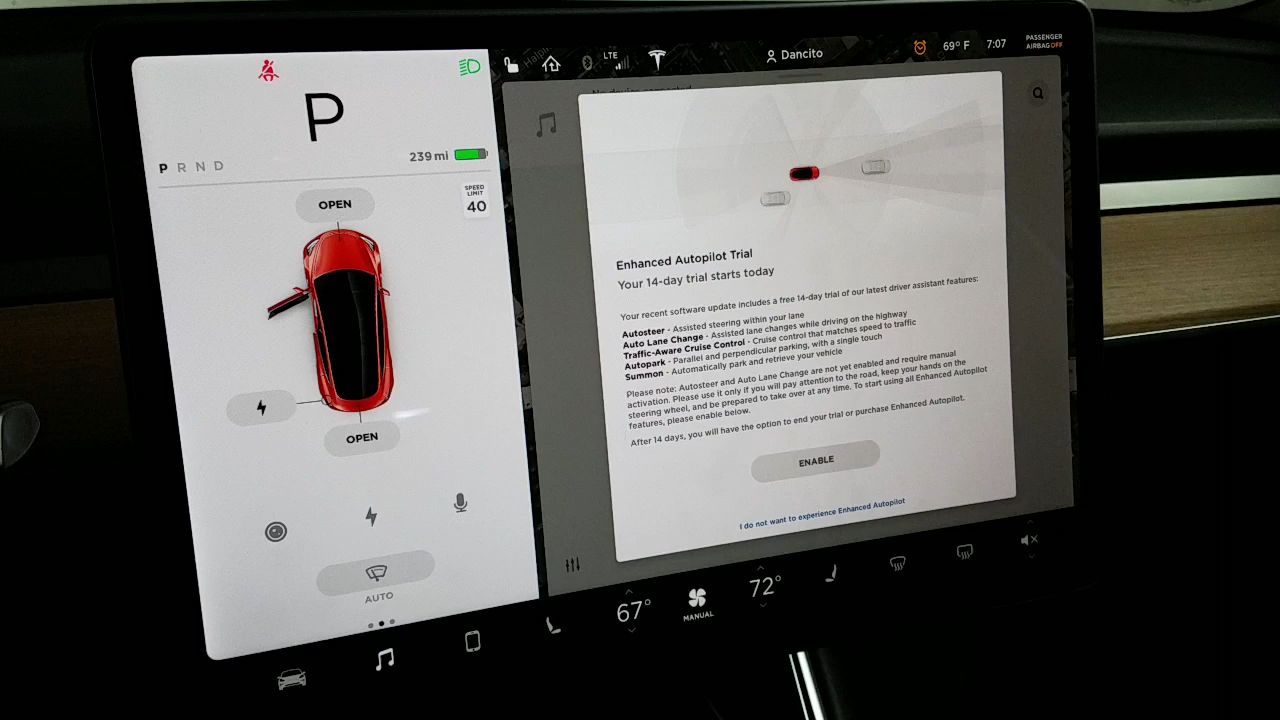 P
P R N D
239 mi
OPEN
SPEED
LIMIT
40
OPEN
AUTO
LTE
Dancito
69° F
7:07
PASSENGER
AIRBAG OFF
Enhanced Autopilot Trial
Your 14-day trial starts today
Your recent software update includes a free 14-day trial of our latest driver assistant features:
Autosteer - Assisted steering within your lane
Auto Lane Change - Assisted lane changes while driving on the highway
Traffic-Aware Cruise Control - Cruise control that matches speed to traffic
Autopark - Parallel and perpendicular parking, with a single touch
Summon - Automatically park and retrieve your vehicle
Please note: Autosteer and Auto Lane Change are not yet enabled and require manual
activation. Please use it only if you will pay attention to the road, keep your hands on the
steering wheel, and be prepared to take over at any time. To start using all Enhanced Autopilot
features, please enable below.
After 14 days, you will have the option to end your trial or purchase Enhanced Autopilot.
ENABLE
I do not want to experience Enhanced Autopilot
67°
MANUAL
72°